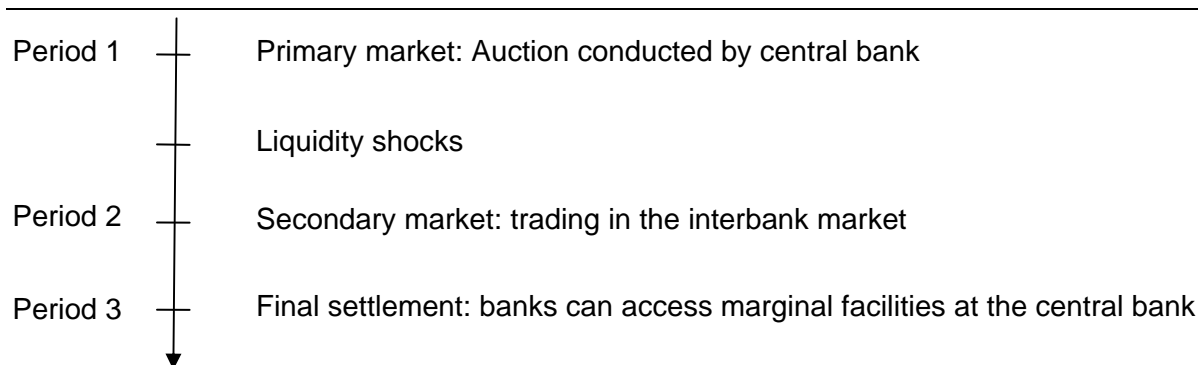 Period 1 Primary market: Auction conducted by central bank
Liquidity shocks
Period 2 Secondary market: trading in the interbank market
Period 3 Final settlement: banks can access marginal facilities at the central bank